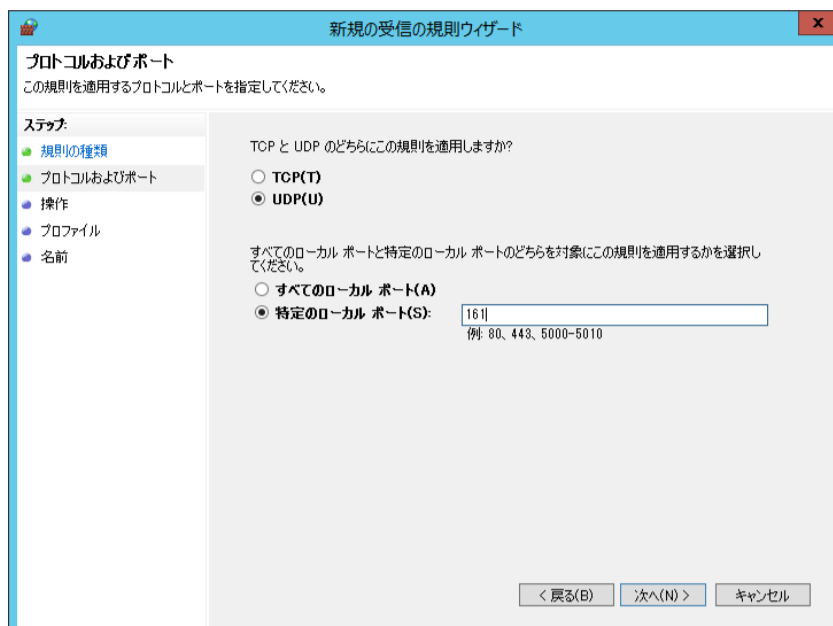 新規の受信の規則ウィザード
x
プロトコルおよびポート
この規則を適用するプロトコルとポートを指定してください。
ステップ:
規則の種類
プロトコルおよびポート
操作
プロファイル
名前
TCP と UDP のどちらにこの規則を適用しますか?
TCP(T)
UDP(U)
すべてのローカル ポートと特定のローカル ポートのどちらを対象にこの規則を適用するかを選択し
てください。
すべてのローカル ポート(A)
特定のローカル ポート(S):
161
例: 80、443、5000-5010
< 戻る(B)
次へ(N) >
キャンセル